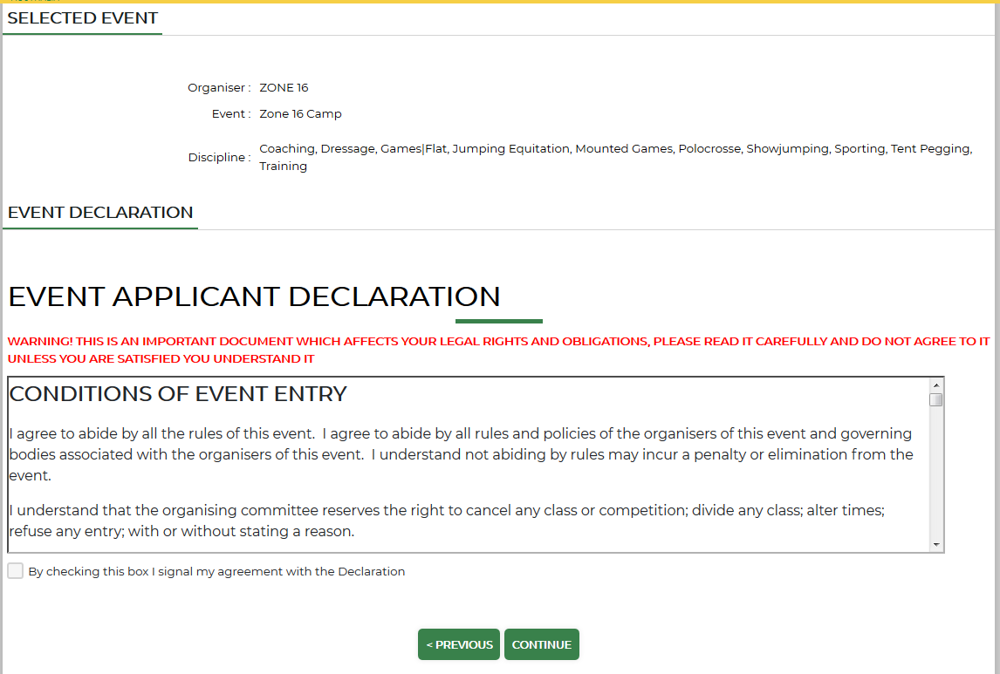 SELECTED EVENT
Organiser : ZONE 16
Event : Zone 16 Camp
Discipline : Coaching, Dressage, Games|Flat, Jumping Equitation, Mounted Games, Polocrosse, Showjumping, Sporting, Tent Pegging,
Training
EVENT DECLARATION
EVENT APPLICANT DECLARATION
WARNING! THIS IS AN IMPORTANT DOCUMENT WHICH AFFECTS YOUR LEGAL RIGHTS AND OBLIGATIONS, PLEASE READ IT CAREFULLY AND DO NOT AGREE TO IT
UNLESS YOU ARE SATISFIED YOU UNDERSTAND IT
CONDITIONS OF EVENT ENTRY
I agree to abide by all the rules of this event.  I agree to abide by all rules and policies of the organisers of this event and governing
bodies associated with the organisers of this event.  I understand not abiding by rules may incur a penalty or elimination from the
event.
I understand that the organising committee reserves the right to cancel any class or competition; divide any class; alter times;
refuse any entry; with or without stating a reason.
By checking this box I signal my agreement with the Declaration
< PREVIOUS CONTINUE